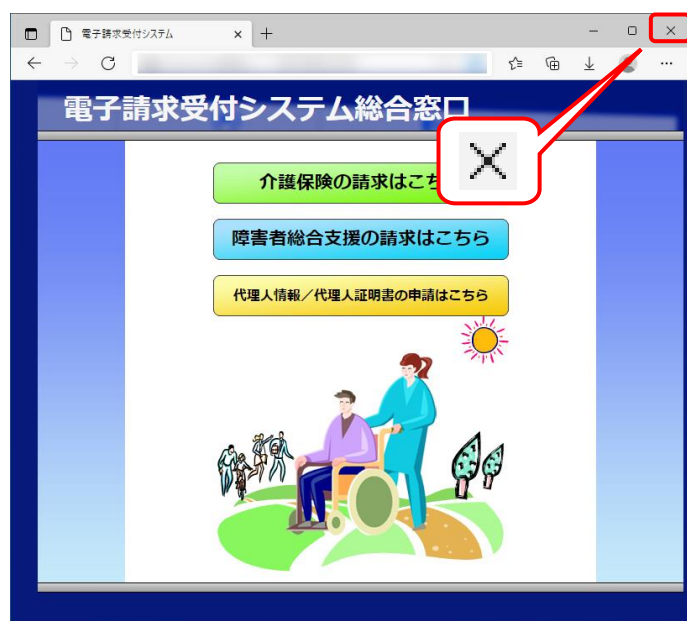 電子請求受付システム
電子請求受付システム総合窓口
介護保険の請求はこち
障害者総合支援の請求はこちら
代理人情報／代理人証明書の申請はこちら